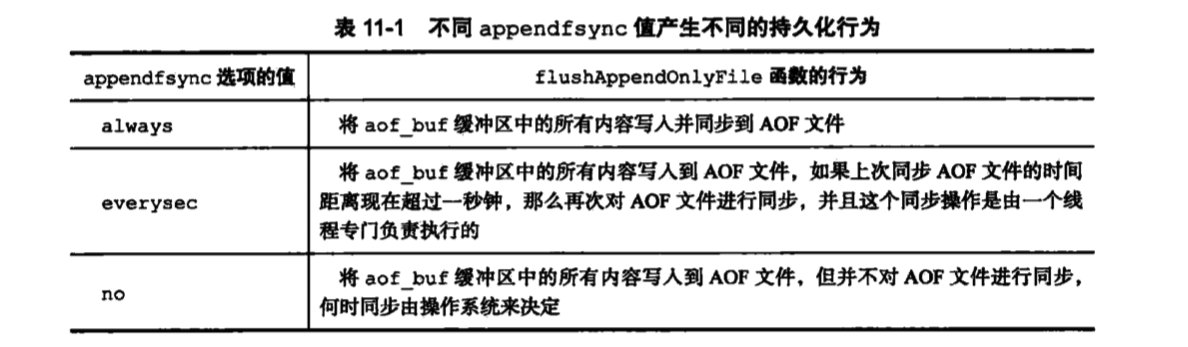 表 11-1 不同 appendfsync 值产生不同的持久化行为
appendfsync 选项的值 flushAppendOnlyFile 函数的行为
always 将 aof_buf 缓冲区中的所有内容写入并同步到 AOF 文件
将 aof_buf 缓冲区中的所有内容写入到 AOF 文件，如果上次同步 AOF 文件的时间
everysec 距离现在超过一秒钟，那么再次对 AOF 文件进行同步，并且这个同步操作是由一个线
程专门负责执行的
将 aof_buf 缓冲区中的所有内容写入到 AOF 文件，但并不对 AOF 文件进行同步，
no 何时同步由操作系统来决定